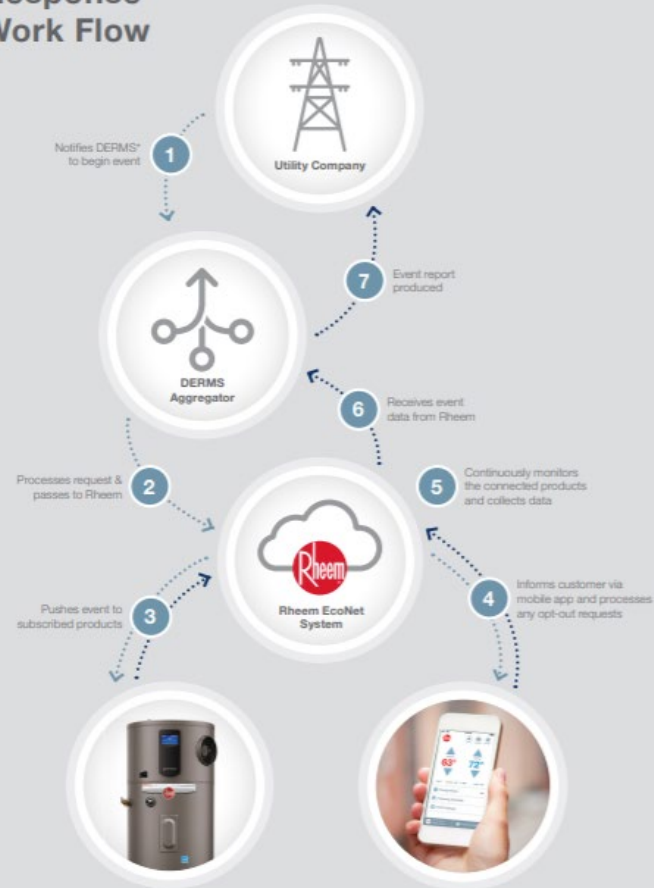 Response
Work Flow
Utility Company
Notifies DERMS*
to begin event
1
7
Event report
produced
DERMS
Aggregator
6
Receives event
data from Rheem
Processes request &
passes to Rheem
2
5
Continuously monitors
the connected products
and collects data
Rheem
Rheem EcoNet
System
Pushes event to
subscribed products
3
4
Informs customer via
mobile app and processes
any opt-out requests
63°
72°